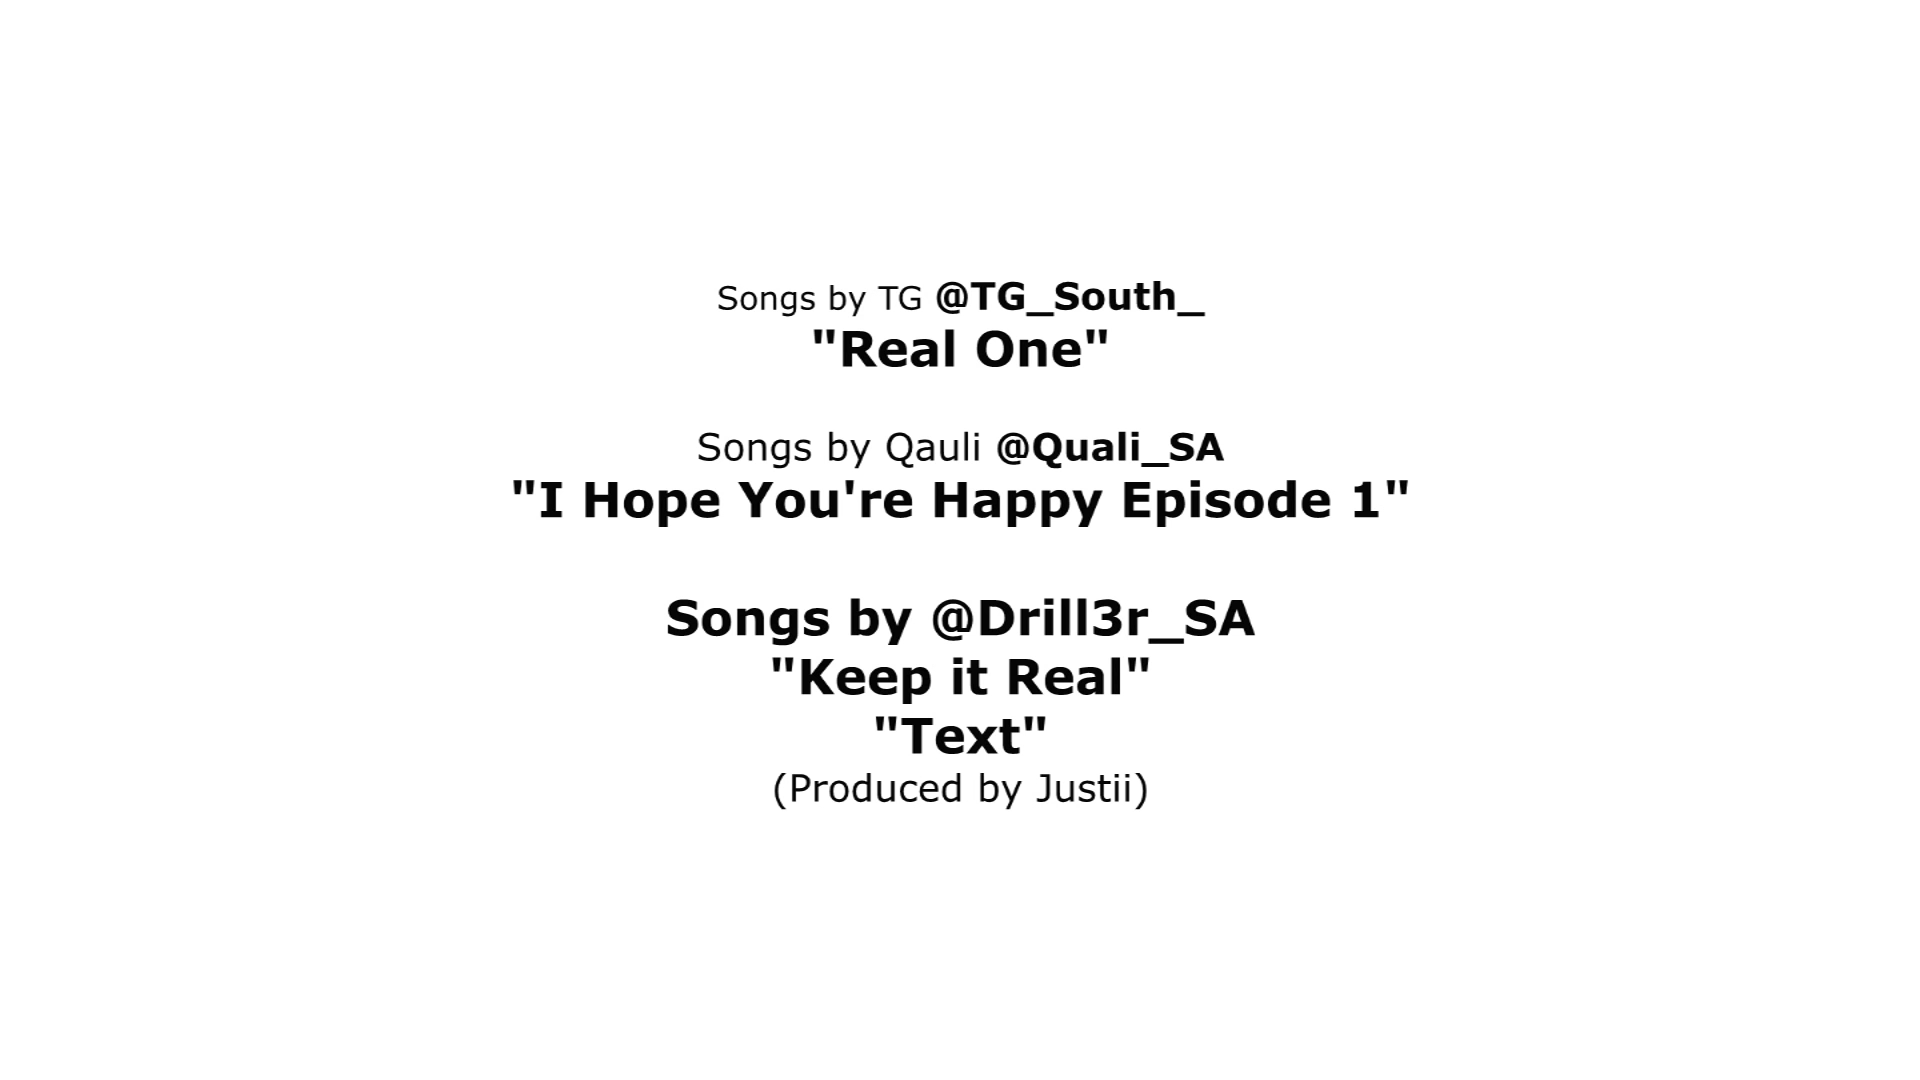 Songs by TG @TG_South_
"Real One"
Songs by Qauli @Quali_SA
"I Hope You're Happy Episode 1"
Songs by @Drill3r_SA
"Keep it Real"
"Text"
(Produced by Justii)